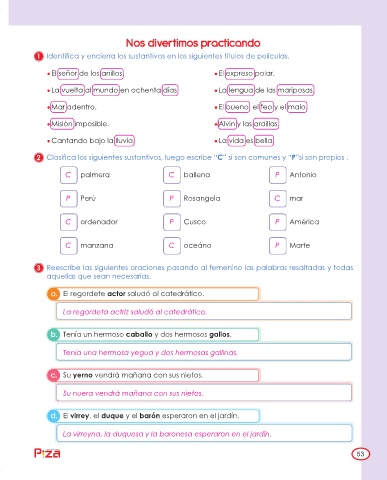 Nos divertimos practicando
1 Identifica y encierra los sustantivos en los siguientes títulos de películas.
• El señor de los anillos.
• El expreso polar.
• La vuelta al mundo en ochenta días.
• La lengua de las mariposas.
• Mar adentro.
• El bueno, el feo y el malo.
• Misión imposible.
• Alvin y las ardillas.
• Cantando bajo la lluvia.
• La vida es bella.
2 Clasifica los siguientes sustantivos, luego escribe “C” si son comunes y “P”si son propios .
C palmera
C ballena
P Antonio
P Perú
P Rosangela
C mar
C ordenador
P Cusco
P América
C manzana
C oceáno
P Marte
3 Reescribe las siguientes oraciones pasando al femenino las palabras resaltadas y todas
aquellas que sean necesarias.
a. El regordete actor saludó al catedrático.
La regordeta actriz saludó al catedrático.
b. Tenía un hermoso caballo y dos hermosos gallos.
Tenía una hermosa yegua y dos hermosas gallinas.
c. Su yerno vendrá mañana con sus nietos.
Su nuera vendrá mañana con sus nietos.
d. El virrey, el duque y el barón esperaron en el jardín.
La virreyna, la duquesa y la baronesa esperaron en el jardín.
P:zα
53